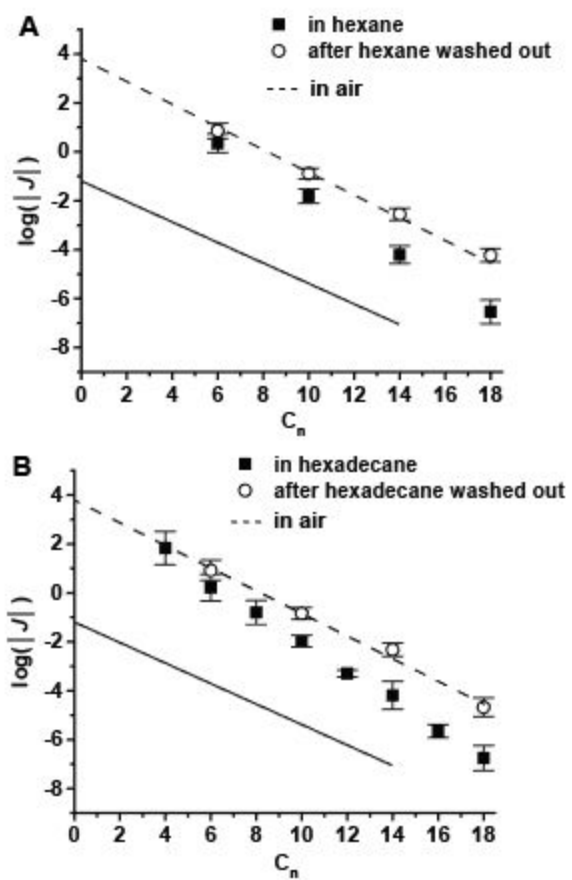 A
in hexane
after hexane washed out
in air
log(|J|)
4
2
0
-2
-4
-6
-8
0 2 4 6 8 10 12 14 16 18
Cn
B
in hexadecane
after hexadecane washed out
in air
log(|J|)
4
2
0
-2
-4
-6
-8
0 2 4 6 8 10 12 14 16 18
Cn